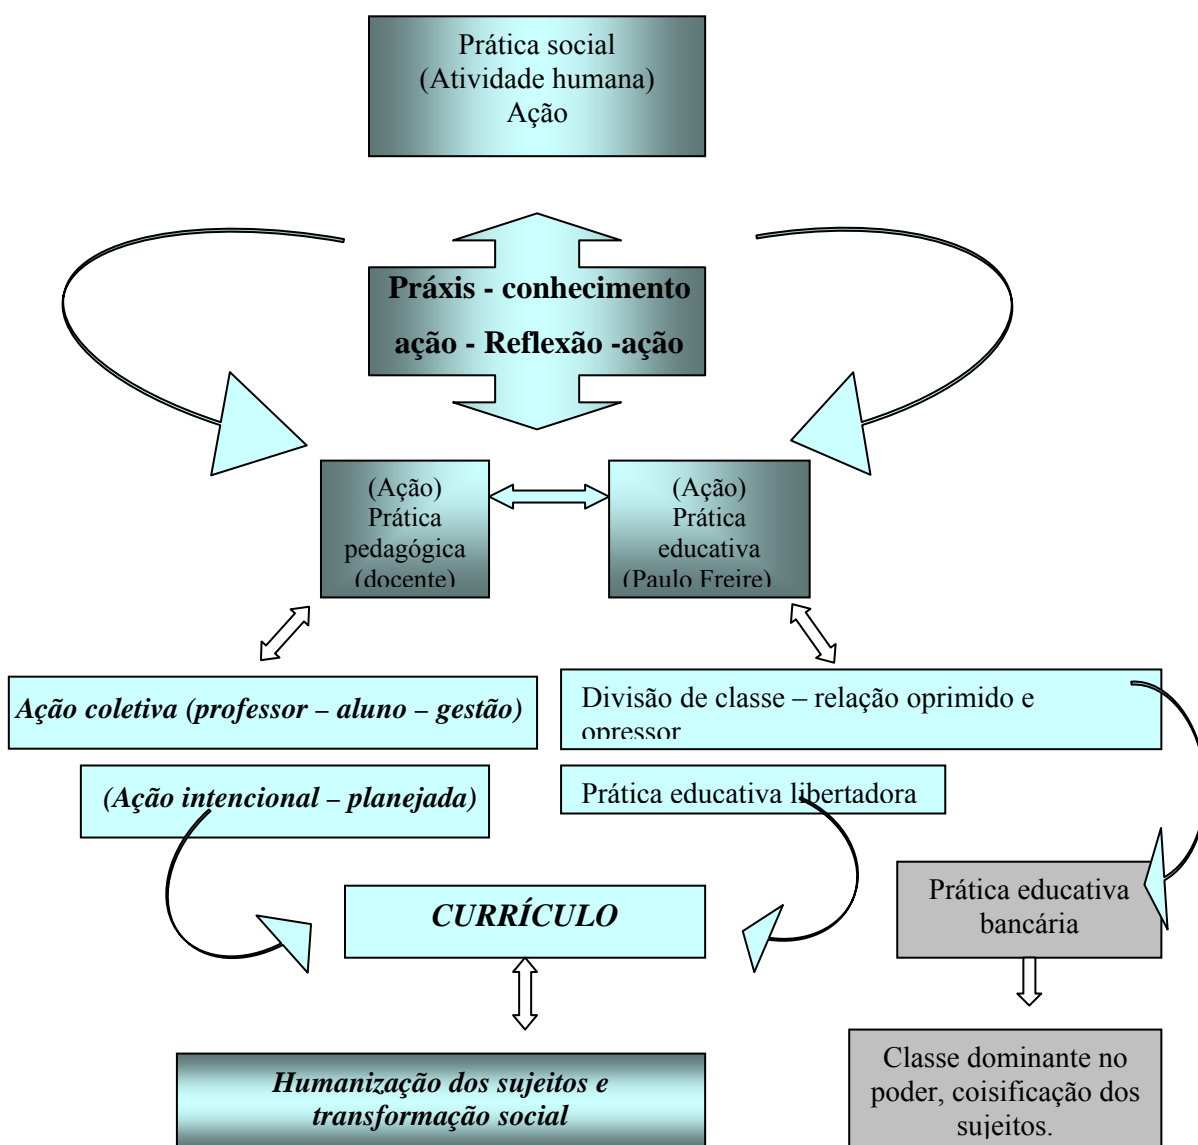 Prática social
(Atividade humana)
Ação
Práxis - conhecimento
ação - Reflexão -ação
(Ação)
Prática
pedagógica
(docente)
(Ação)
Prática
educativa
(Paulo Freire)
Ação coletiva (professor – aluno – gestão)
(Ação intencional – planejada)
Divisão de classe – relação oprimido e
opressor
Prática educativa libertadora
CURRÍCULO
Prática educativa
bancária
Humanização dos sujeitos e
transformação social
Classe dominante no
poder, coisificação dos
sujeitos.